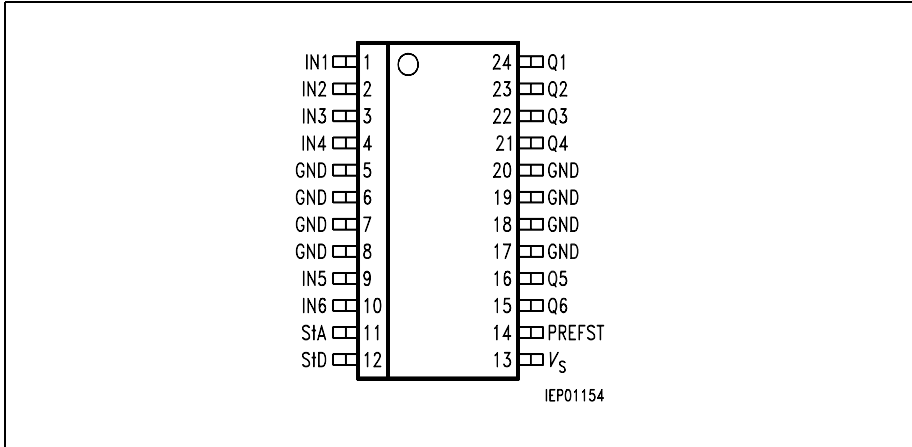 IN1 1 24 Q1
IN2 2 23 Q2
IN3 3 22 Q3
IN4 4 21 Q4
GND 5 20 GND
GND 6 19 GND
GND 7 18 GND
GND 8 17 GND
IN5 9 16 Q5
IN6 10 15 Q6
StA 11 14 PREFST
StD 12 13 VS
IEP01154